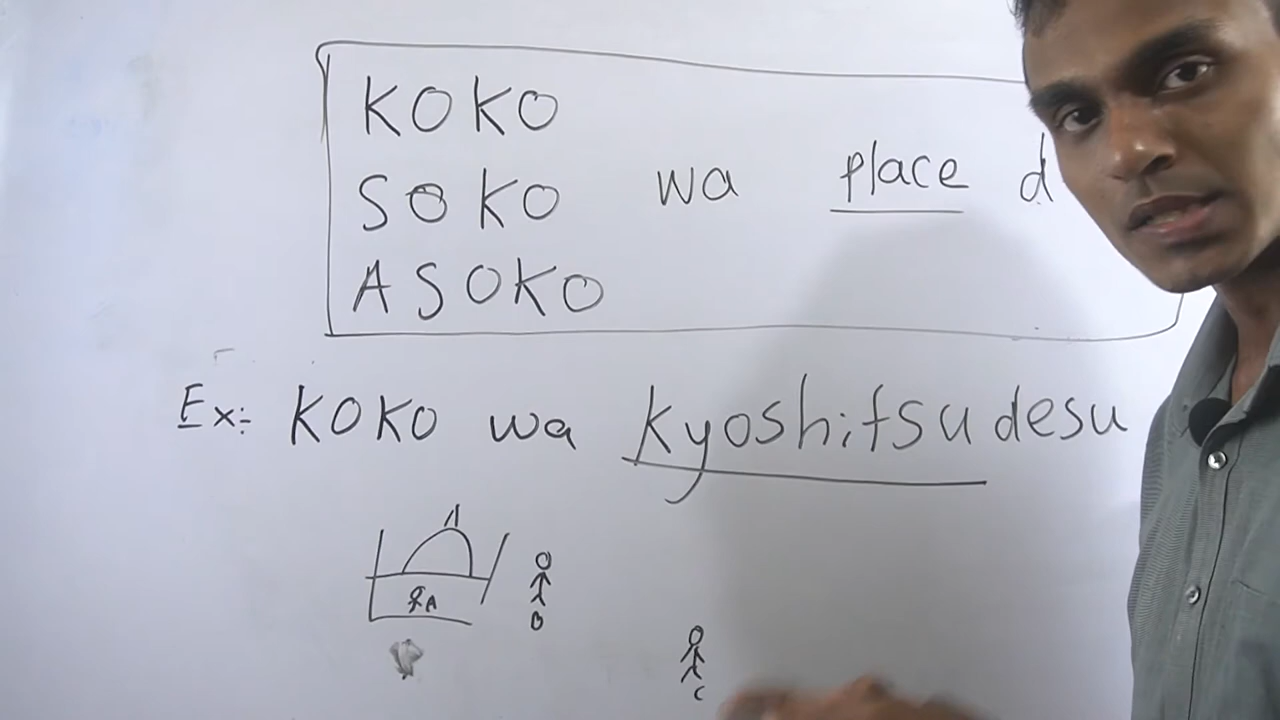 KOKO
SOKO wa place d
ASOKO
Ex:- KOKO wa kyoshitsu desu
A
B
C